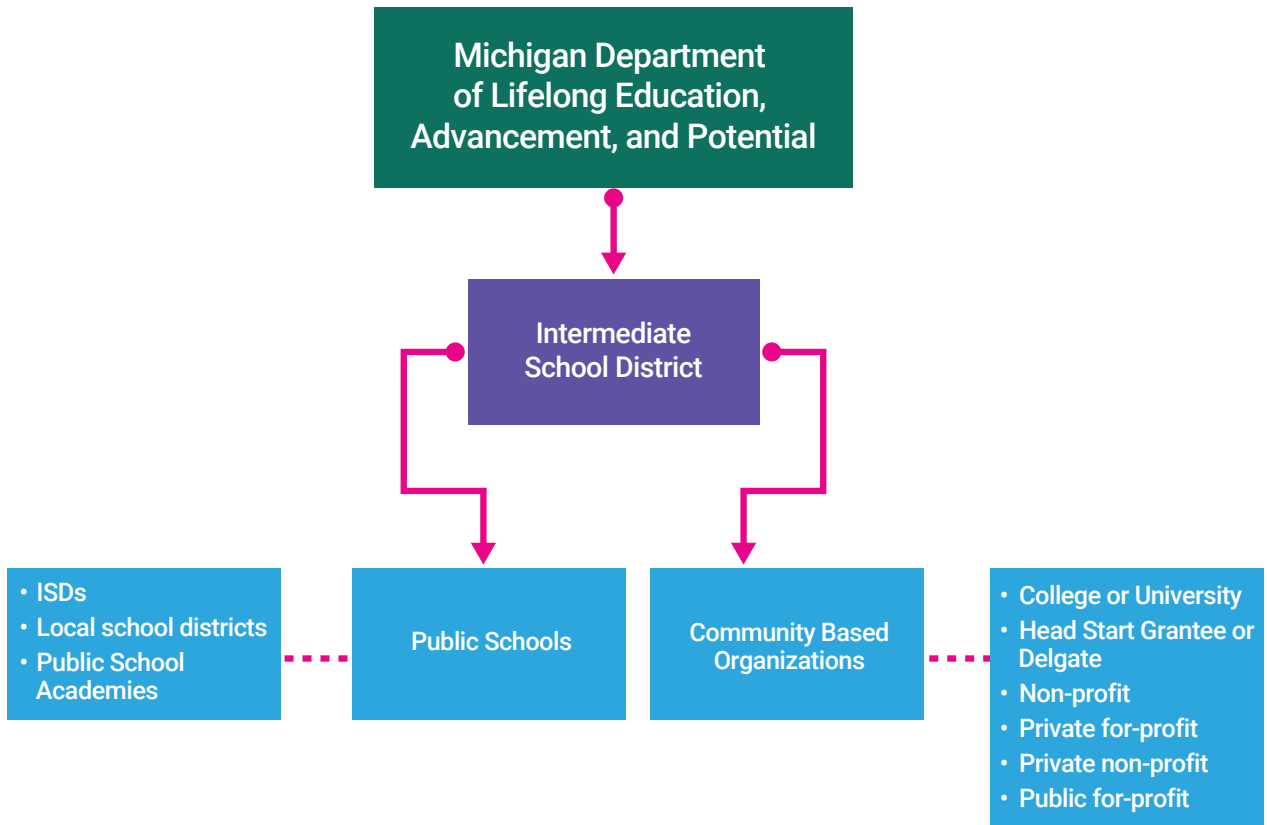 Michigan Department
of Lifelong Education,
Advancement, and Potential
Intermediate
School District
• ISDs
• Local school districts
• Public School
Academies
Public Schools
Community Based
Organizations
• College or University
• Head Start Grantee or
Delgate
• Non-profit
• Private for-profit
• Private non-profit
• Public for-profit